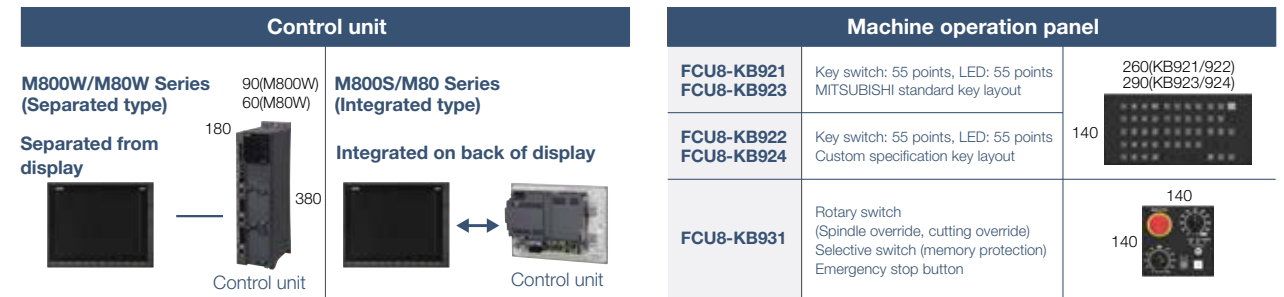 Control unit
M800W/M80W Series
(Separated type)
90(M800W)
60(M80W)
180
Separated from
display
380
Control unit
M800S/M80 Series
(Integrated type)
Integrated on back of display
Control unit
Machine operation panel
FCU8-KB921
FCU8-KB923
Key switch: 55 points, LED: 55 points
MITSUBISHI standard key layout
260(KB921/922)
290(KB923/924)
140
FCU8-KB922
FCU8-KB924
Key switch: 55 points, LED: 55 points
Custom specification key layout
FCU8-KB931
Rotary switch
(Spindle override, cutting override)
Selective switch (memory protection)
Emergency stop button
140
140